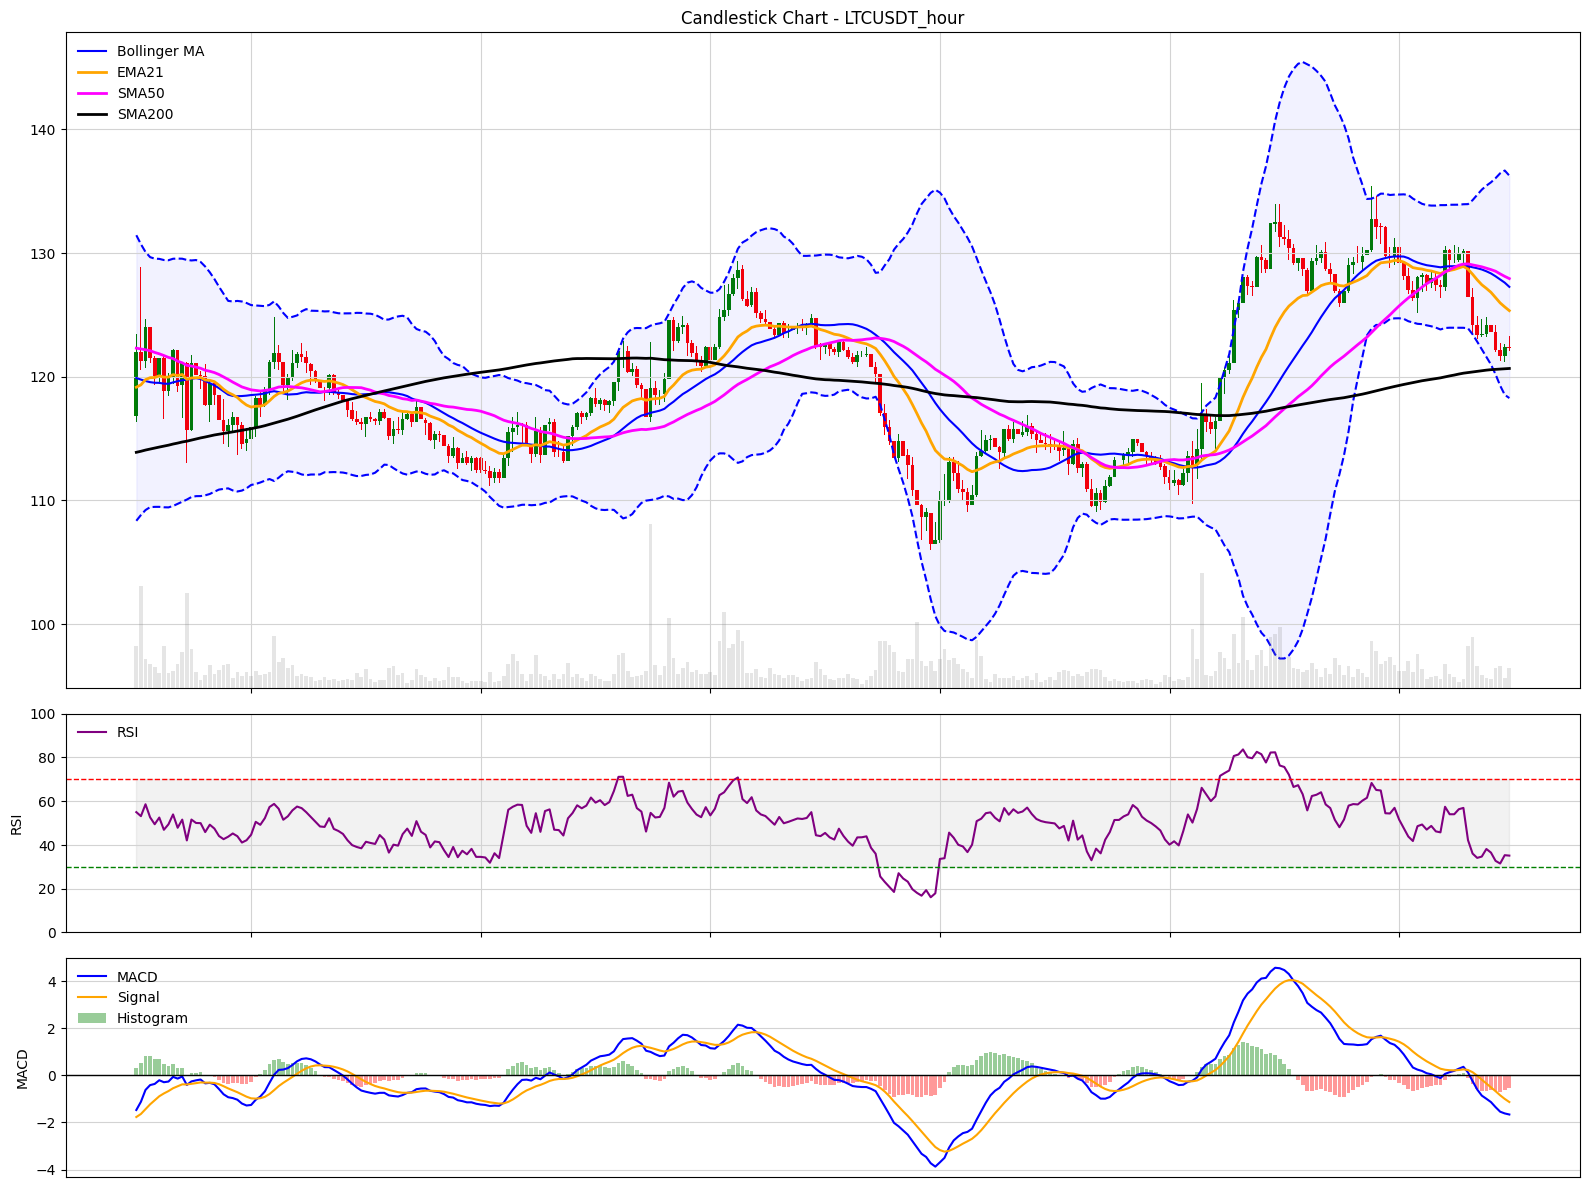 Candlestick Chart - LTCUSDT_hour
Bollinger MA
EMA21
SMA50
SMA200
140
130
120
110
100
RSI
RSI
100
80
60
40
20
0
MACD
Signal
Histogram
MACD
4
2
0
−2
−4